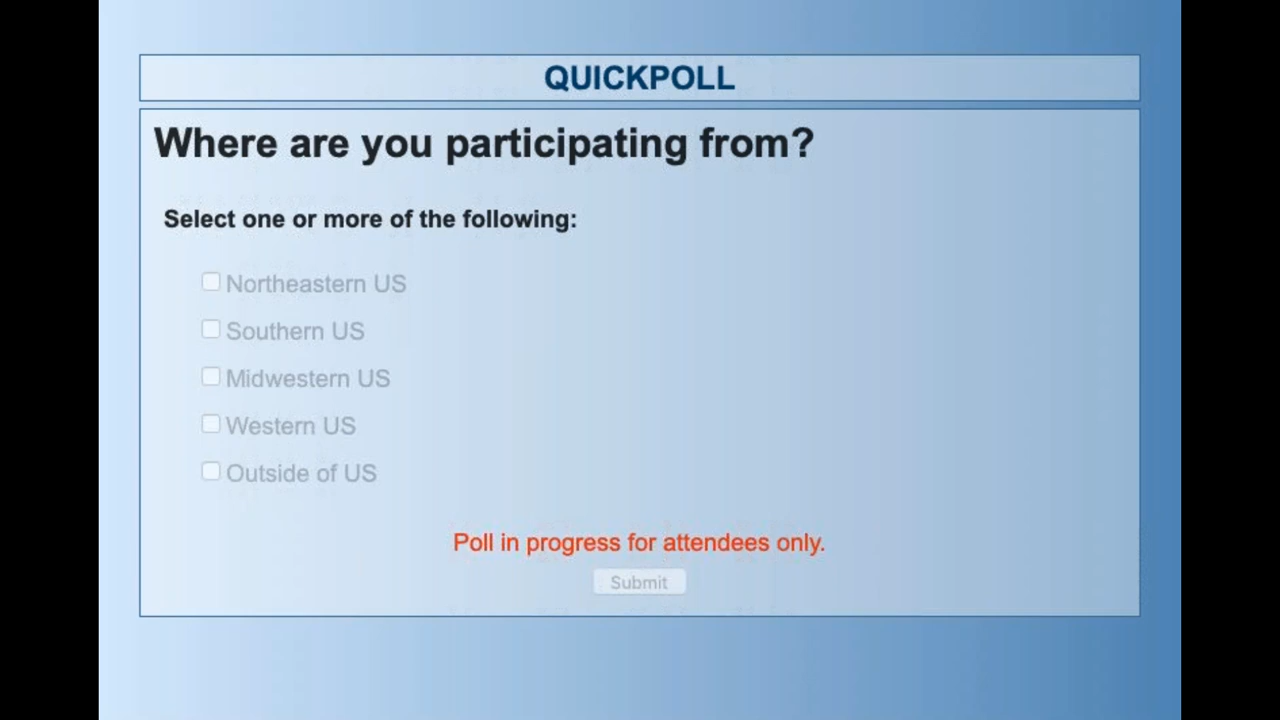 QUICKPOLL
Where are you participating from?
Select one or more of the following:
Northeastern US
Southern US
Midwestern US
Western US
Outside of US
Poll in progress for attendees only.
Submit